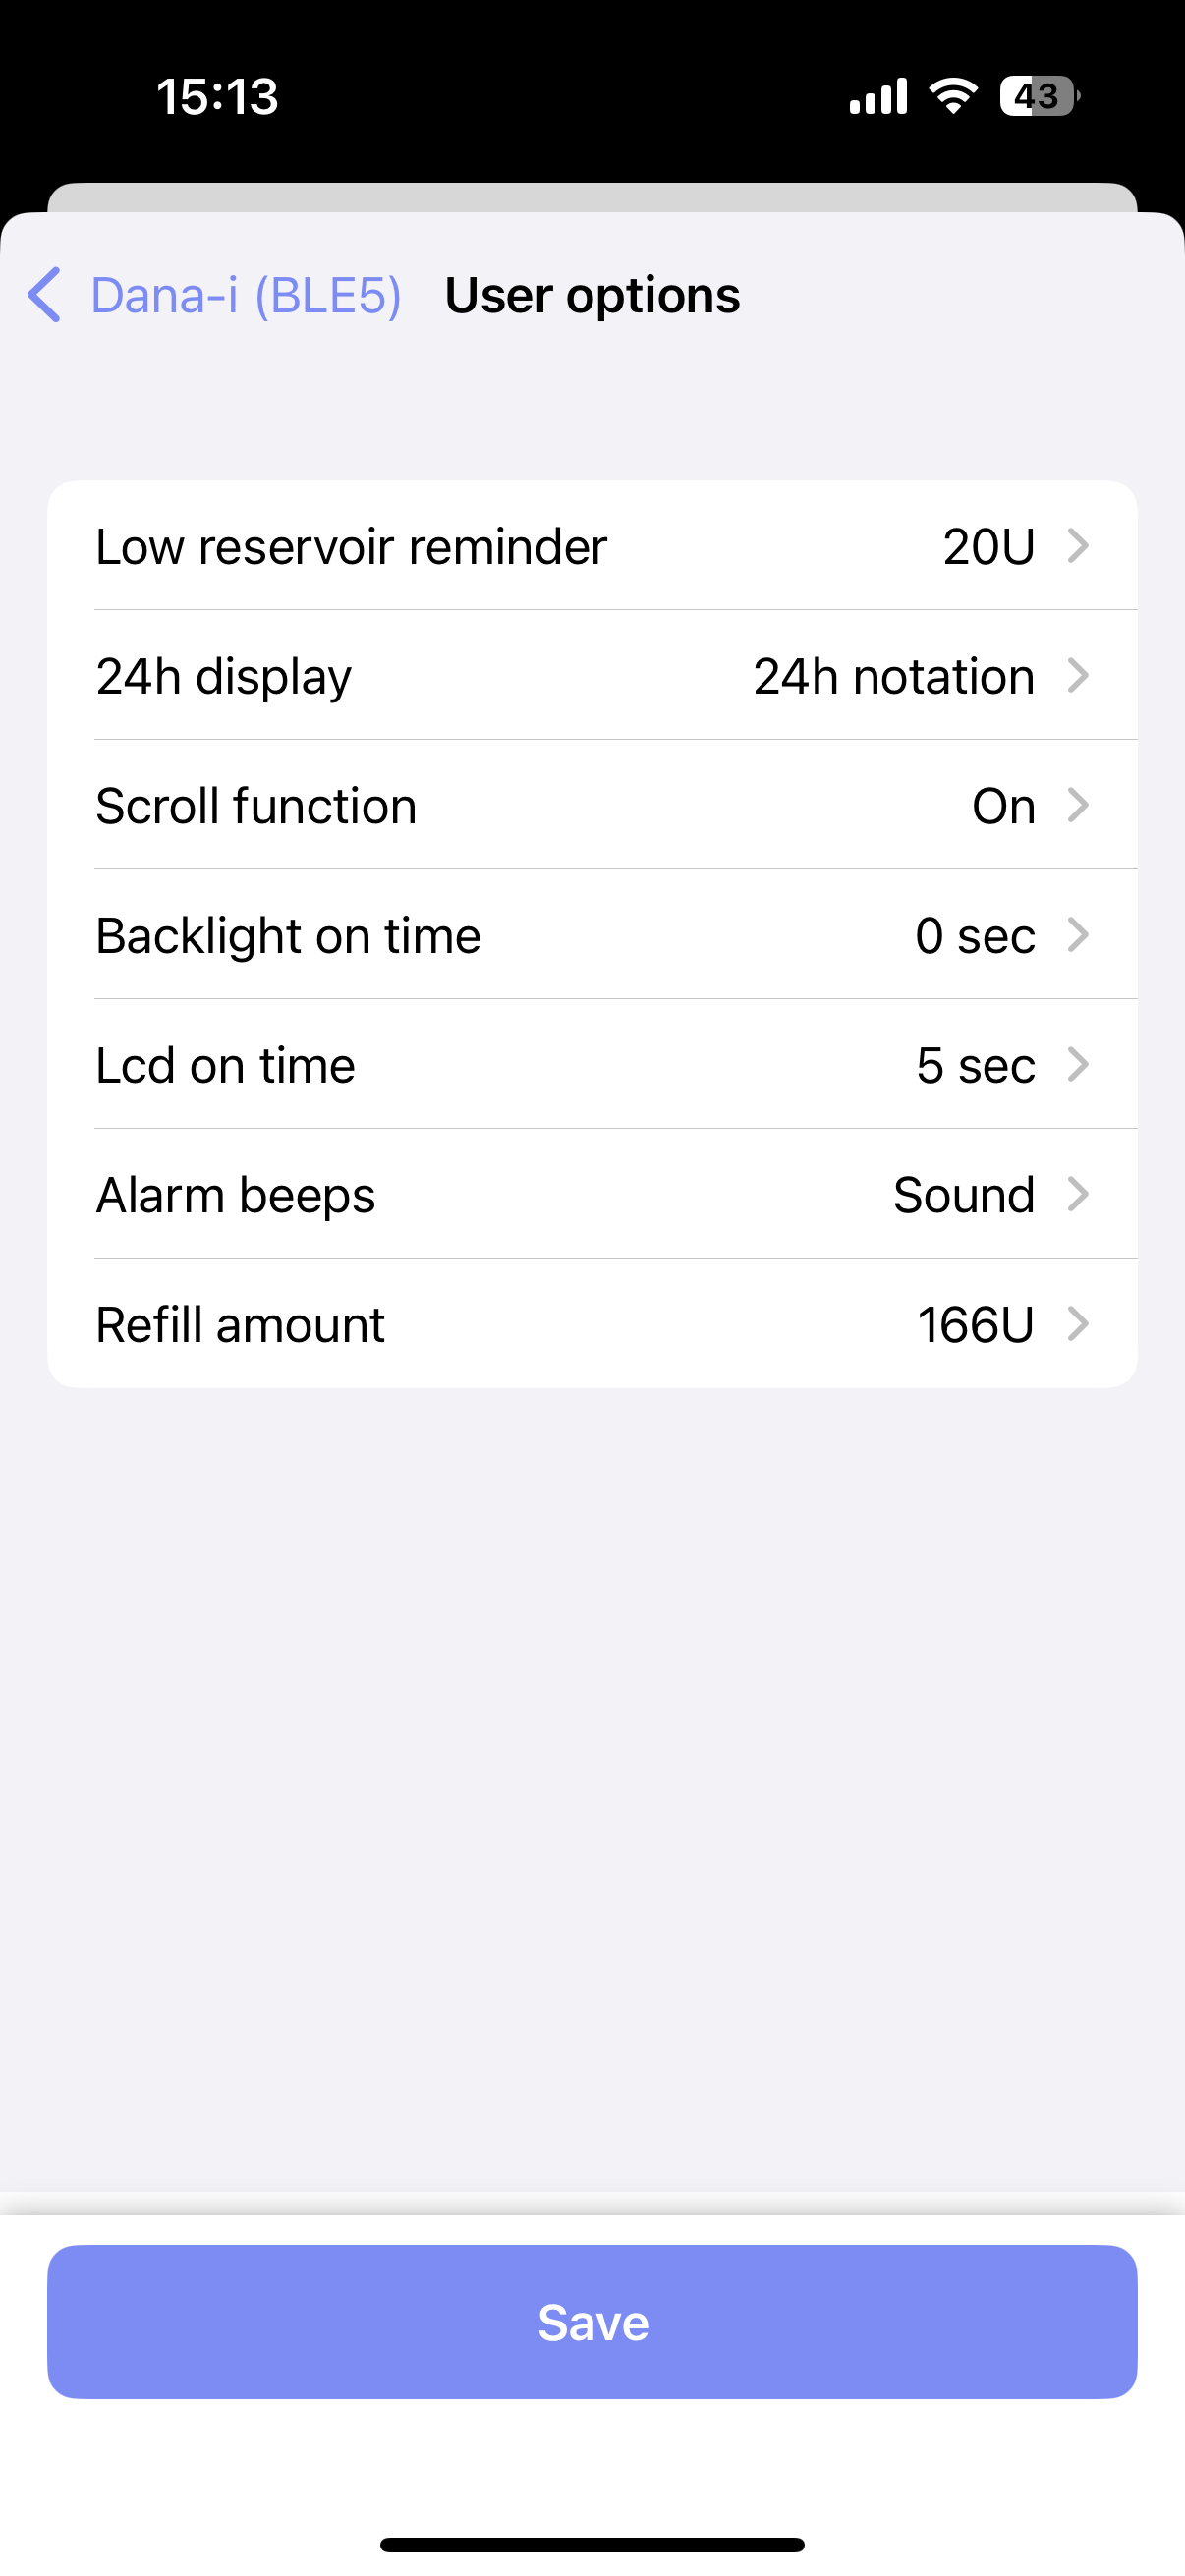 15:13 43
Dana-i (BLE5) User options
Low reservoir reminder 20U
24h display 24h notation
Scroll function On
Backlight on time 0 sec
Lcd on time 5 sec
Alarm beeps Sound
Refill amount 166U
Save